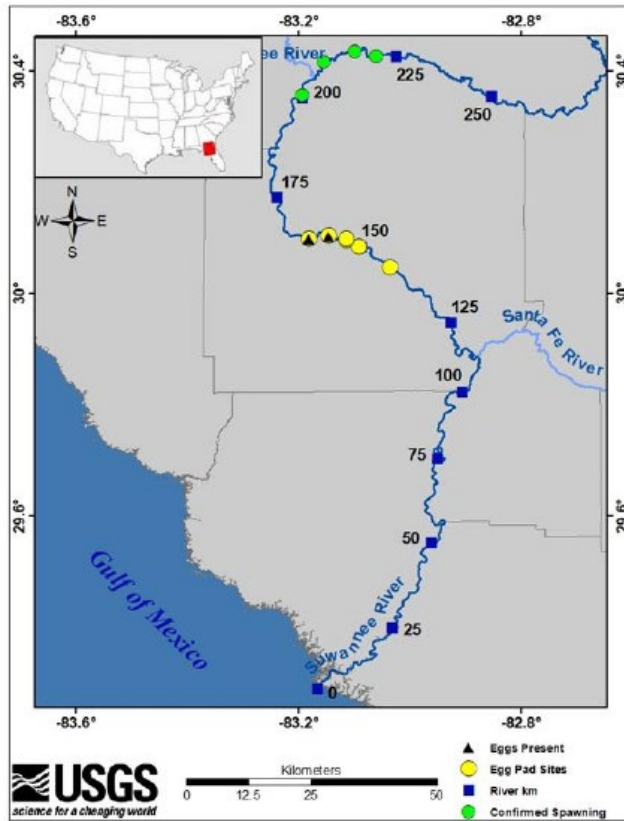 -83.6° -83.2° -82.8°
30.4° ee River 225 30.4°
200
250
175
N
W E
S
150
30° 30°
125
Santa Fe River
100
75
29.6° 29.6°
50
Gulf of Mexico
Suwannee River
25
0
-83.6° -83.2° -82.8°
Eggs Present
Kilometers
Egg Pad Sites
USGS
River km
science for a changing world
0 12.5 25 50
Confirmed Spawning